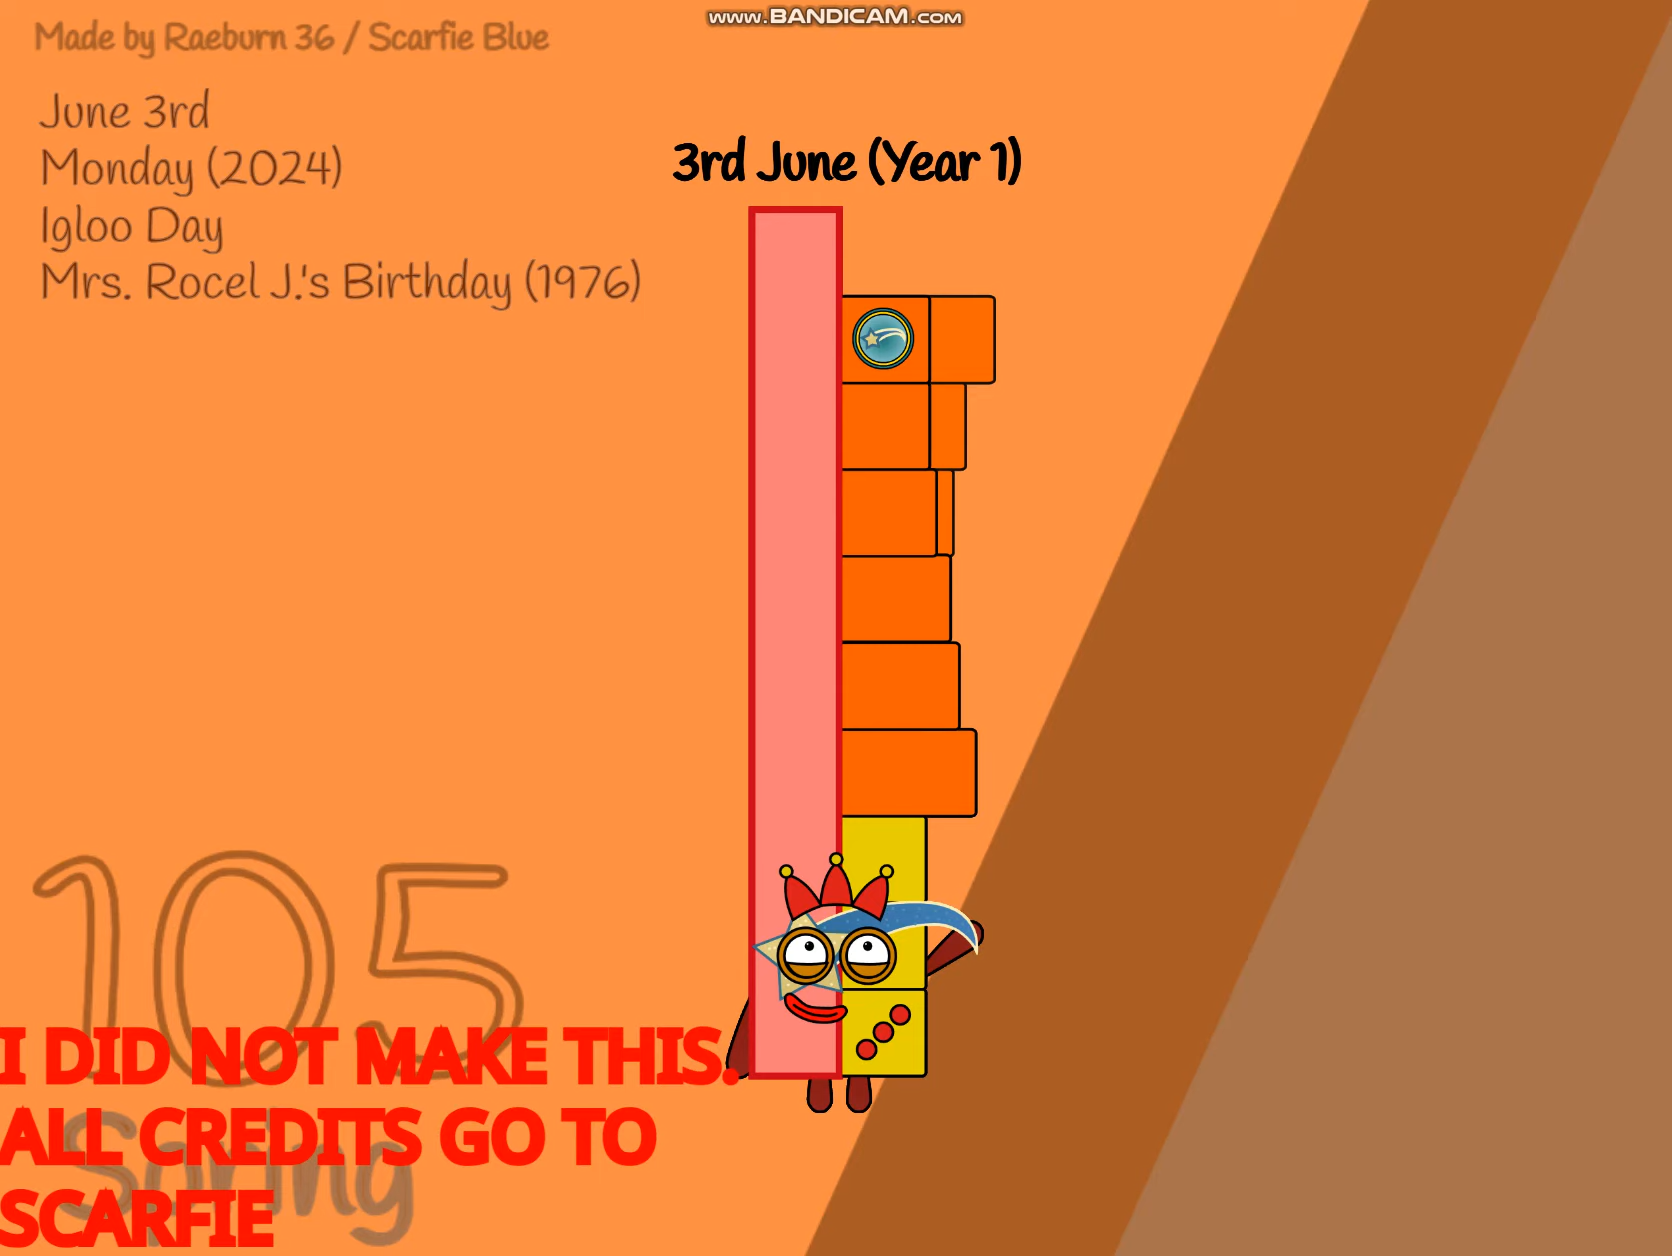 www.BANDICAM.com
Made by Raeburn 36 / Scarfie Blue
June 3rd
Monday (2024)
Igloo Day
Mrs. Rocel J.'s Birthday (1976)
3rd June (Year 1)
105
Spring
I DID NOT MAKE THIS.
ALL CREDITS GO TO
SCARFIE